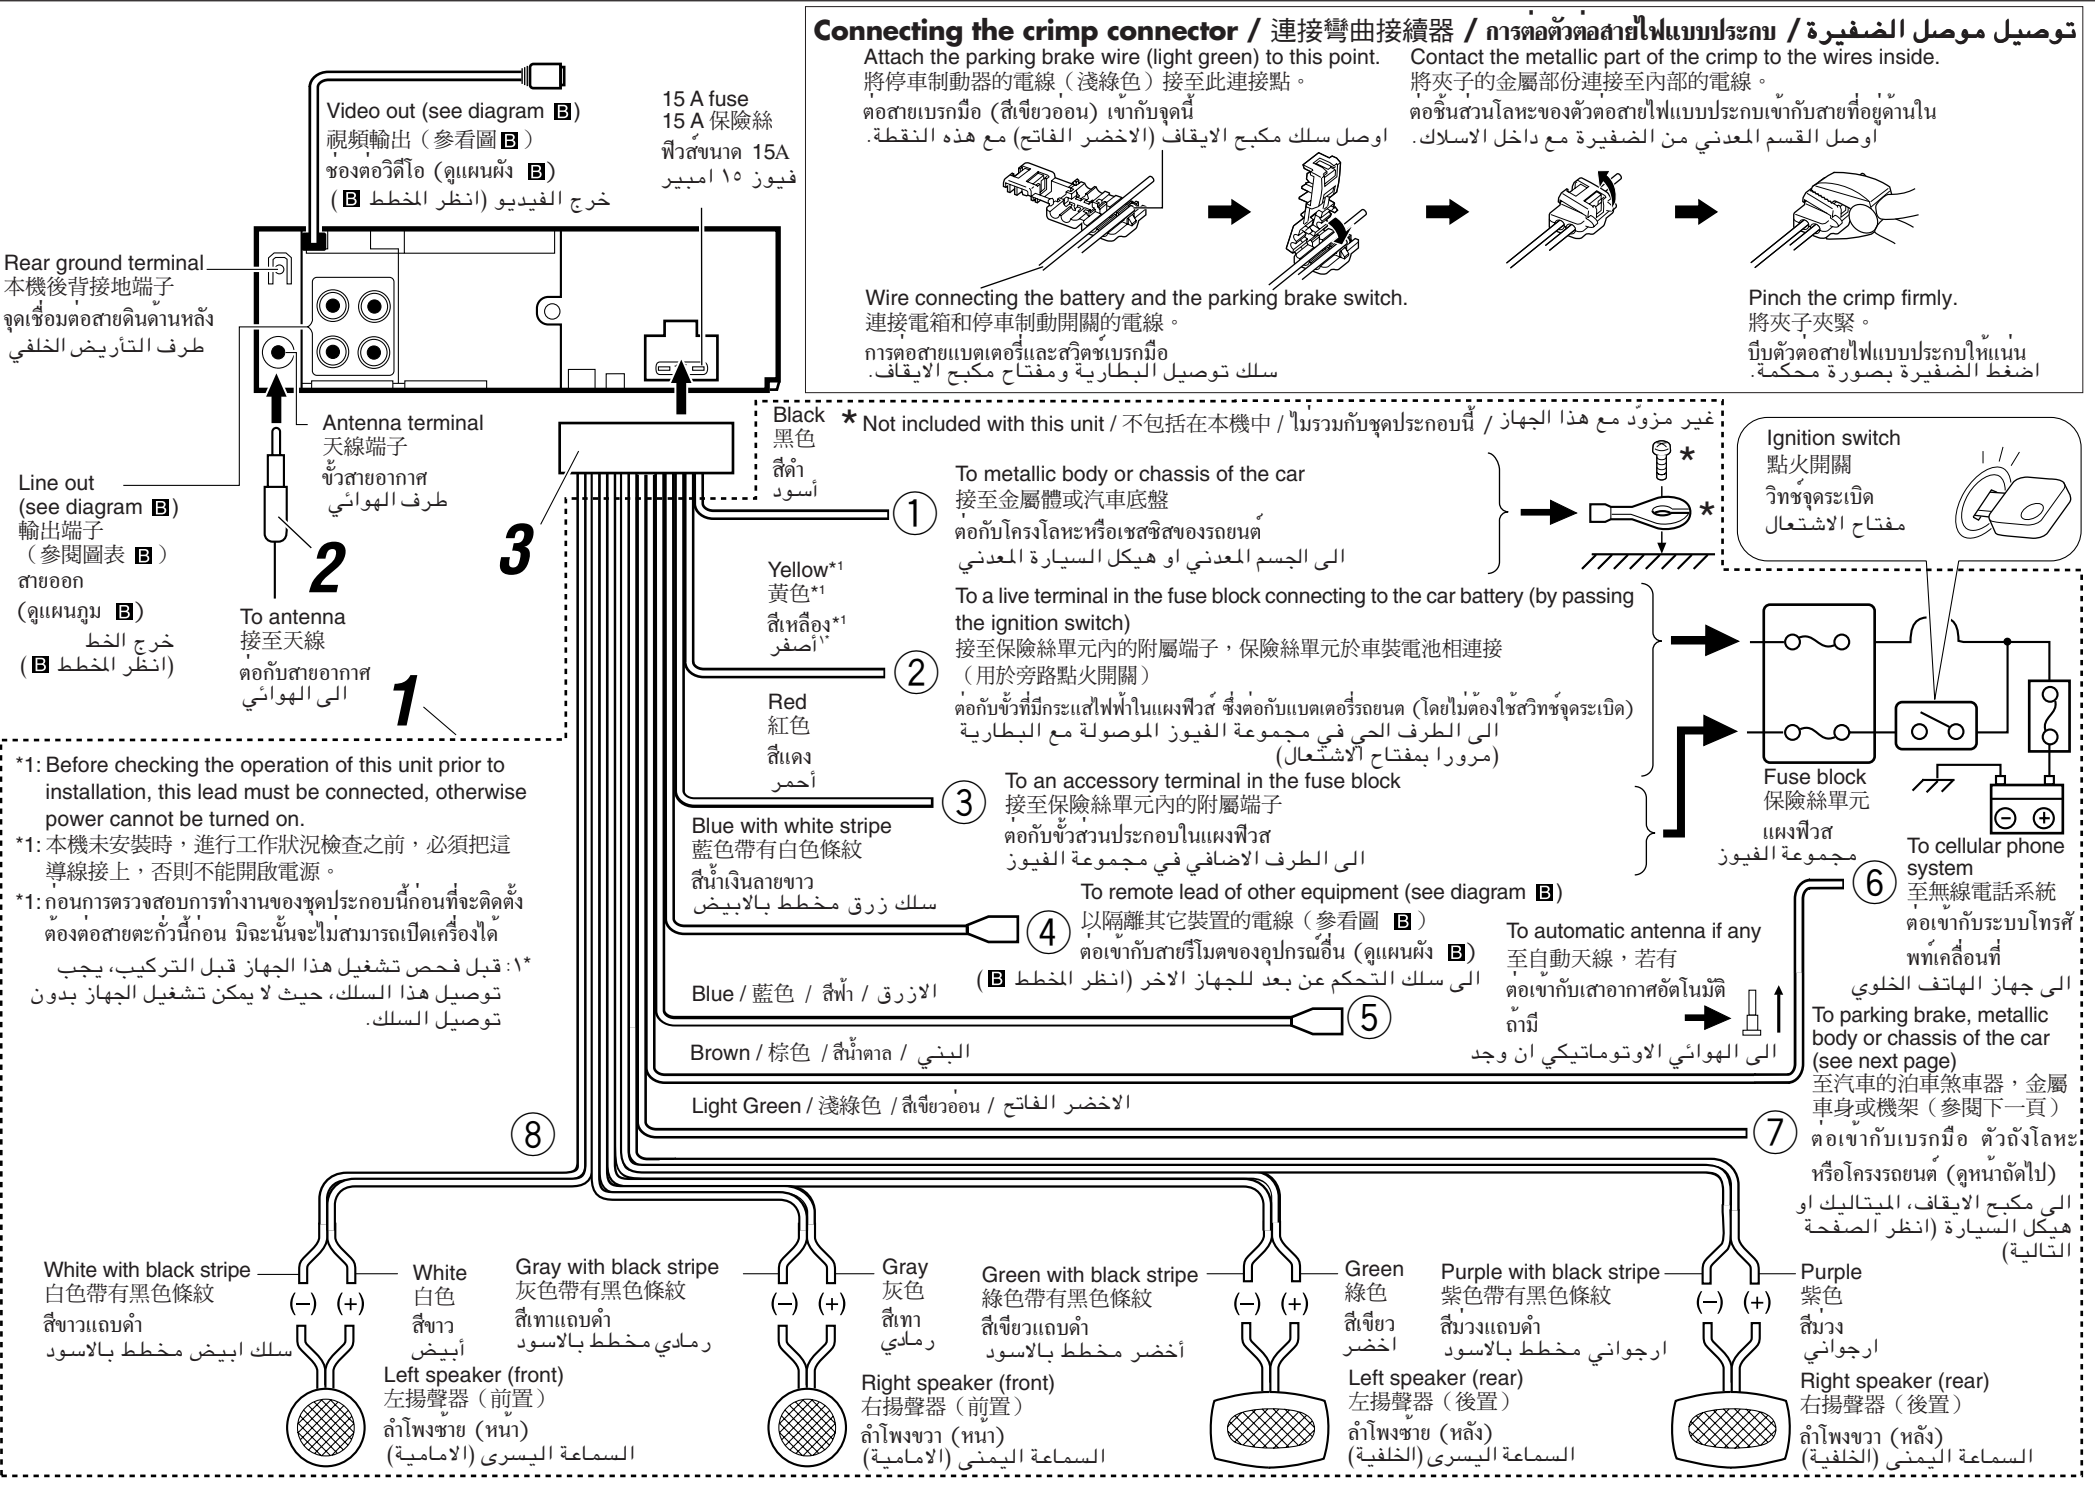 Connecting the crimp connector / 連接彎曲接續器 / การต่อตัวต่อสายไฟแบบประกบ / توصيل موصل الضفيرة
Attach the parking brake wire (light green) to this point.
將停車制動器的電線（淺綠色）接至此連接點。
ต่อสายเบรกมือ (สีเขียวอ่อน) เข้ากับจุดนี้
اوصل سلك مكبح الايقاف (الاخضر الفاتح) مع هذه النقطة.
Contact the metallic part of the crimp to the wires inside.
將夾子的金屬部份連接至內部的電線。
ต่อชิ้นส่วนโลหะของตัวต่อสายไฟแบบประกบเข้ากับสายที่อยู่ด้านใน
اوصل القسم المعدني من الضفيرة مع داخل الاسلاك.
Wire connecting the battery and the parking brake switch.
連接電箱和停車制動開關的電線。
การต่อสายแบตเตอรี่และสวิตช์เบรกมือ
سلك توصيل البطارية ومفتاح مكبح الايقاف.
Pinch the crimp firmly.
將夾子夾緊。
บีบตัวต่อสายไฟแบบประกบให้แน่น
اضغط الضفيرة بصورة محكمة.
Video out (see diagram B)
視頻輸出（參看圖B）
ช่องต่อวิดีโอ (ดูแผนผัง B)
خرج الفيديو (انظر المخطط B)
15 A fuse
15 A 保險絲
ฟิวส์ขนาด 15A
فيوز ١٥ امبير
Rear ground terminal
本機後背接地端子
จุดเชื่อมต่อสายดินด้านหลัง
طرف التأريض الخلفي
Antenna terminal
天線端子
ขั้วสายอากาศ
طرف الهوائي
Line out
(see diagram B)
輸出端子
（參閱圖表 B）
สายออก
(ดูแผนภูม B)
خرج الخط
(انظر المخطط B)
2
To antenna
接至天線
ต่อกับสายอากาศ
الى الهوائي
1
3
Black
黑色
สีดำ
أسود
* Not included with this unit / 不包括在本機中 / ไม่รวมกับชุดประกอบนี้ / غير مزوّد مع هذا الجهاز
*
*
① To metallic body or chassis of the car
接至金屬體或汽車底盤
ต่อกับโครงโลหะหรือเชสซิสของรถยนต์
الى الجسم المعدني او هيكل السيارة المعدني
Ignition switch
點火開關
วิทช์จุดระเบิด
مفتاح الاشتعال
Yellow*1
黃色*1
สีเหลือง*1
أصفر*١
② To a live terminal in the fuse block connecting to the car battery (by passing
the ignition switch)
接至保險絲單元內的附屬端子，保險絲單元於車裝電池相連接
（用於旁路點火開關）
ต่อกับขั้วที่มีกระแสไฟฟ้าในแผงฟิวส์ ซึ่งต่อกับแบตเตอรี่รถยนต์ (โดยไม่ต้องใช้สวิทช์จุดระเบิด)
الى الطرف الحي في مجموعة الفيوز الموصولة مع البطارية
(مرورا بمفتاح الاشتعال)
Red
紅色
สีแดง
أحمر
③ To an accessory terminal in the fuse block
接至保險絲單元內的附屬端子
ต่อกับขั้วส่วนประกอบในแผงฟิวส์
الى الطرف الاضافي في مجموعة الفيوز
Fuse block
保險絲單元
แผงฟิวส
مجموعة الفيوز
⊖ ⊕
*1: Before checking the operation of this unit prior to
installation, this lead must be connected, otherwise
power cannot be turned on.
*1: 本機未安裝時，進行工作狀況檢查之前，必須把這
導線接上，否則不能開啟電源。
*1: ก่อนการตรวจสอบการทำงานของชุดประกอบนี้ก่อนที่จะติดตั้ง
ต้องต่อสายตะกั่วนี้ก่อน มิฉะนั้นจะไม่สามารถเปิดเครื่องได้
*١: قبل فحص تشغيل هذا الجهاز قبل التركيب، يجب
توصيل هذا السلك، حيث لا يمكن تشغيل الجهاز بدون
توصيل السلك.
Blue with white stripe
藍色帶有白色條紋
สีน้ำเงินลายขาว
سلك زرق مخطط بالابيض
④ To remote lead of other equipment (see diagram B)
以隔離其它裝置的電線（參看圖 B）
ต่อเข้ากับสายรีโมตของอุปกรณ์อื่น (ดูแผนผัง B)
الى سلك التحكم عن بعد للجهاز الاخر (انظر المخطط B)
Blue / 藍色 / สีฟ้า / الازرق
⑤ To automatic antenna if any
至自動天線，若有
ต่อเข้ากับเสาอากาศอัตโนมัติ
ถ้ามี
الى الهوائي الاوتوماتيكي ان وجد
Brown / 棕色 / สีน้ำตาล / البني
⑥ To cellular phone
system
至無線電話系統
ต่อเข้ากับระบบโทรศั
พท์เคลื่อนที่
الى جهاز الهاتف الخلوي
Light Green / 淺綠色 / สีเขียวอ่อน / الاخضر الفاتح
⑦ To parking brake, metallic
body or chassis of the car
(see next page)
至汽車的泊車煞車器，金屬
車身或機架（參閱下一頁）
ต่อเข้ากับเบรกมือ ตัวถังโลหะ
หรือโครงรถยนต์ (ดูหน้าถัดไป)
الى مكبح الايقاف، الميتاليك او
هيكل السيارة (انظر الصفحة
التالية)
⑧
White with black stripe
白色帶有黑色條紋
สีขาวแถบดำ
سلك ابيض مخطط بالاسود
(–) (+)
White
白色
สีขาว
أبيض
Left speaker (front)
左揚聲器（前置）
ลำโพงซ้าย (หน้า)
السماعة اليسرى (الامامية)
Gray with black stripe
灰色帶有黑色條紋
สีเทาแถบดำ
رمادي مخطط بالاسود
(–) (+)
Gray
灰色
สีเทา
رمادي
Right speaker (front)
右揚聲器（前置）
ลำโพงขวา (หน้า)
السماعة اليمنى (الامامية)
Green with black stripe
綠色帶有黑色條紋
สีเขียวแถบดำ
أخضر مخطط بالاسود
(–) (+)
Green
綠色
สีเขียว
اخضر
Left speaker (rear)
左揚聲器（後置）
ลำโพงซ้าย (หลัง)
السماعة اليسرى (الخلفية)
Purple with black stripe
紫色帶有黑色條紋
สีม่วงแถบดำ
ارجواني مخطط بالاسود
(–) (+)
Purple
紫色
สีม่วง
ارجواني
Right speaker (rear)
右揚聲器（後置）
ลำโพงขวา (หลัง)
السماعة اليمنى (الخلفية)